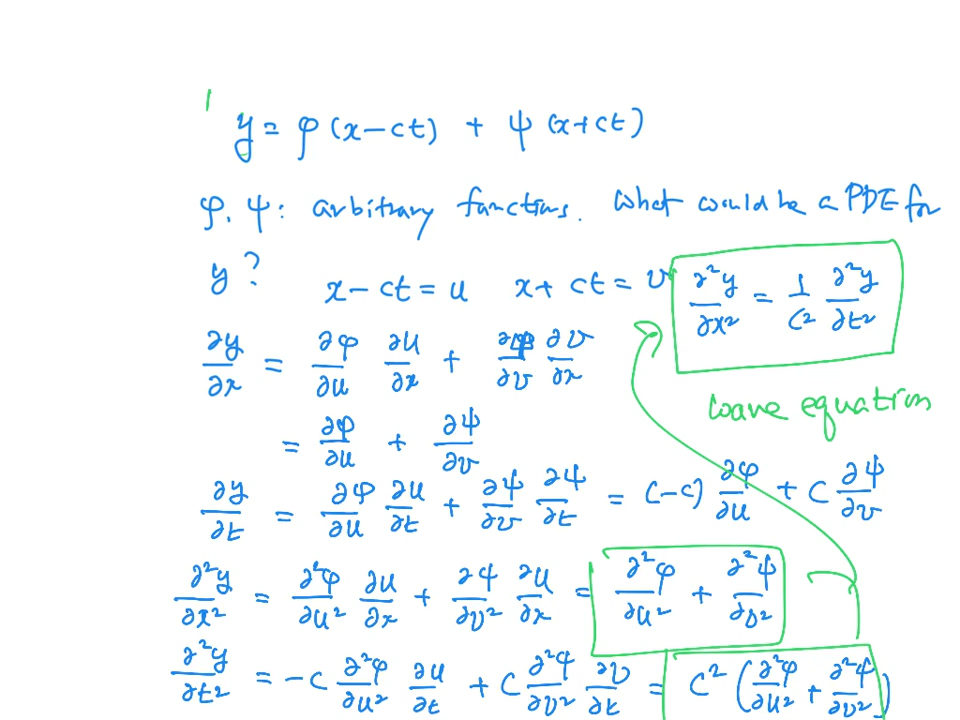 1
y = φ(x-ct) + ψ(x+ct)
φ, ψ: arbitrary functions. What would be a PDE for
y? x-ct = u x+ct = v ∂²y/∂x² = 1/c² ∂²y/∂t²
∂y/∂x = ∂φ/∂u ∂u/∂x + ∂ψ/∂v ∂v/∂x
wave equation
= ∂φ/∂u + ∂ψ/∂v
∂y/∂t = ∂φ/∂u ∂u/∂t + ∂ψ/∂v ∂ψ/∂t = (-c) ∂φ/∂u + c ∂ψ/∂v
∂²y/∂x² = ∂²φ/∂u² ∂u/∂x + ∂ψ/∂v² ∂u/∂x = ∂²φ/∂u² + ∂²ψ/∂v²
∂²y/∂t² = -c ∂²φ/∂u² ∂u/∂t + c ∂²ψ/∂v² ∂v/∂t = c² (∂²φ/∂u² + ∂²ψ/∂v²)